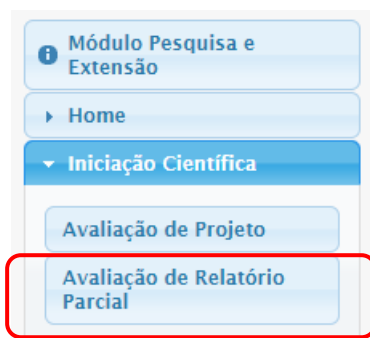 Módulo Pesquisa e
Extensão
Home
Iniciação Científica
Avaliação de Projeto
Avaliação de Relatório
Parcial